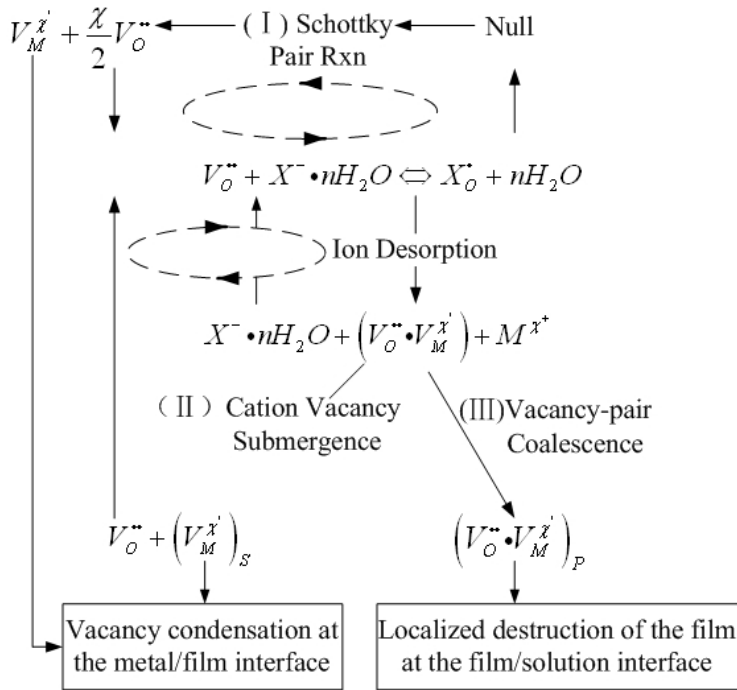 V_M^{χ'} + \frac{χ}{2} V_O^{••}
(Ⅰ) Schottky
Pair Rxn
Null
V_O^{••} + X^- • nH_2O ⇔ X_O^• + nH_2O
Ion Desorption
X^- • nH_2O + (V_O^{••} • V_M^{χ'}) + M^{χ+}
(Ⅱ) Cation Vacancy
Submergence
(Ⅲ)Vacancy-pair
Coalescence
V_O^{••} + (V_M^{χ'})_S
(V_O^{••} • V_M^{χ'})_P
Vacancy condensation at
the metal/film interface
Localized destruction of the film
at the film/solution interface